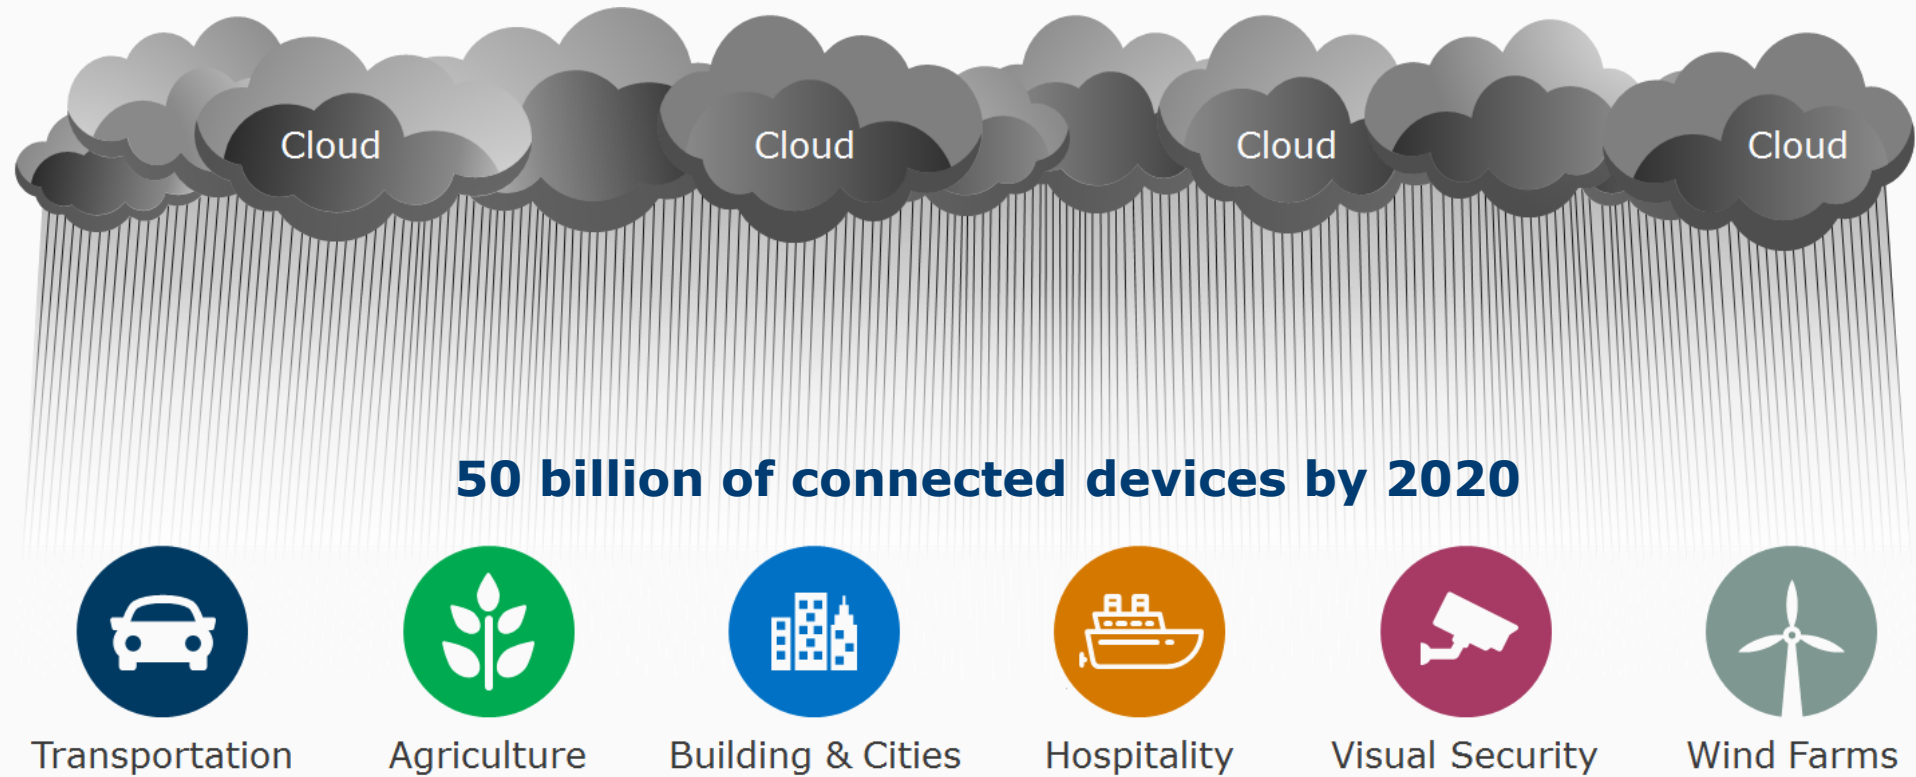 Cloud Cloud Cloud Cloud
50 billion of connected devices by 2020
Transportation Agriculture Building & Cities Hospitality Visual Security Wind Farms